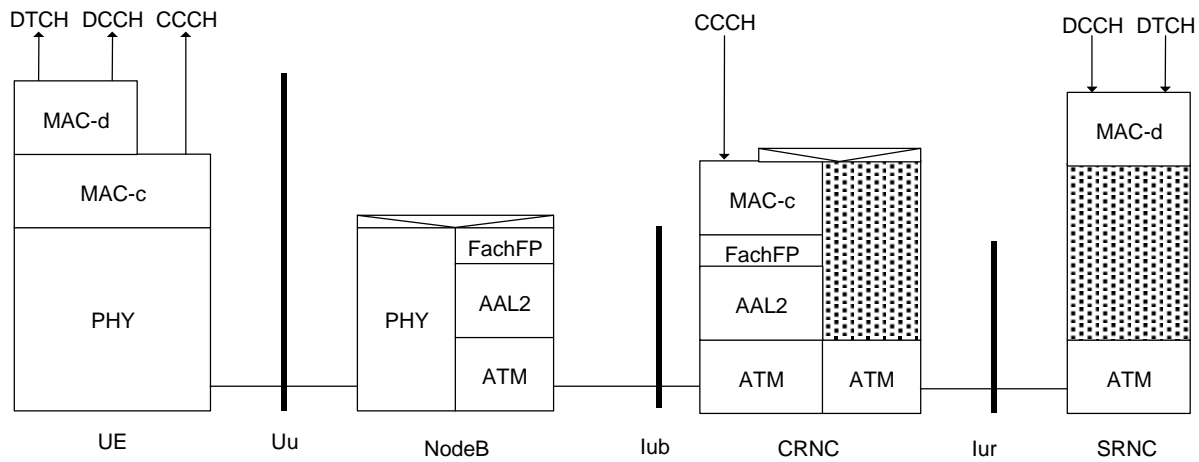 DTCH DCCH CCCH
CCCH
DCCH DTCH
MAC-d
MAC-d
MAC-c
MAC-c
FachFP
FachFP
PHY
PHY
AAL2
AAL2
ATM
ATM
ATM
ATM
UE Uu NodeB Iub CRNC Iur SRNC